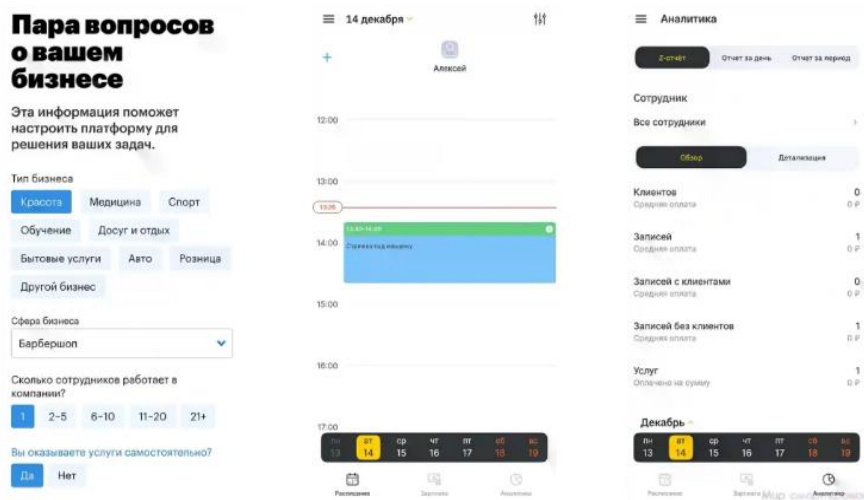 Пара вопросов
о вашем
бизнесе
Эта информация поможет
настроить платформу для
решения ваших задач.
Тип бизнеса
Красота Медицина Спорт
Обучение Досуг и отдых
Бытовые услуги Авто Розница
Другой бизнес
Сфера бизнеса
Барбершоп
Сколько сотрудников работает в
компании?
1 2-5 6-10 11-20 21+
Вы оказываете услуги самостоятельно?
Да Нет
14 декабря
Алексей
12:00
13:00
14:00
Стрижка под машинку
15:00
16:00
17:00
пн вт ср чт пт сб вс
13 14 15 16 17 18 19
Расписание Зарплата Аналитика
Аналитика
Z-отчёт Отчет за день Отчет за период
Сотрудник
Все сотрудники
Обзор Детализация
Клиентов 0
Средняя оплата 0 ₽
Записей 1
Средняя оплата 0 ₽
Записей с клиентами 0
Средняя оплата 0 ₽
Записей без клиентов 1
Средняя оплата 0 ₽
Услуг 1
Оплачено на сумму 0 ₽
Декабрь
пн вт ср чт пт сб вс
13 14 15 16 17 18 19
Расписание Зарплата Аналитика